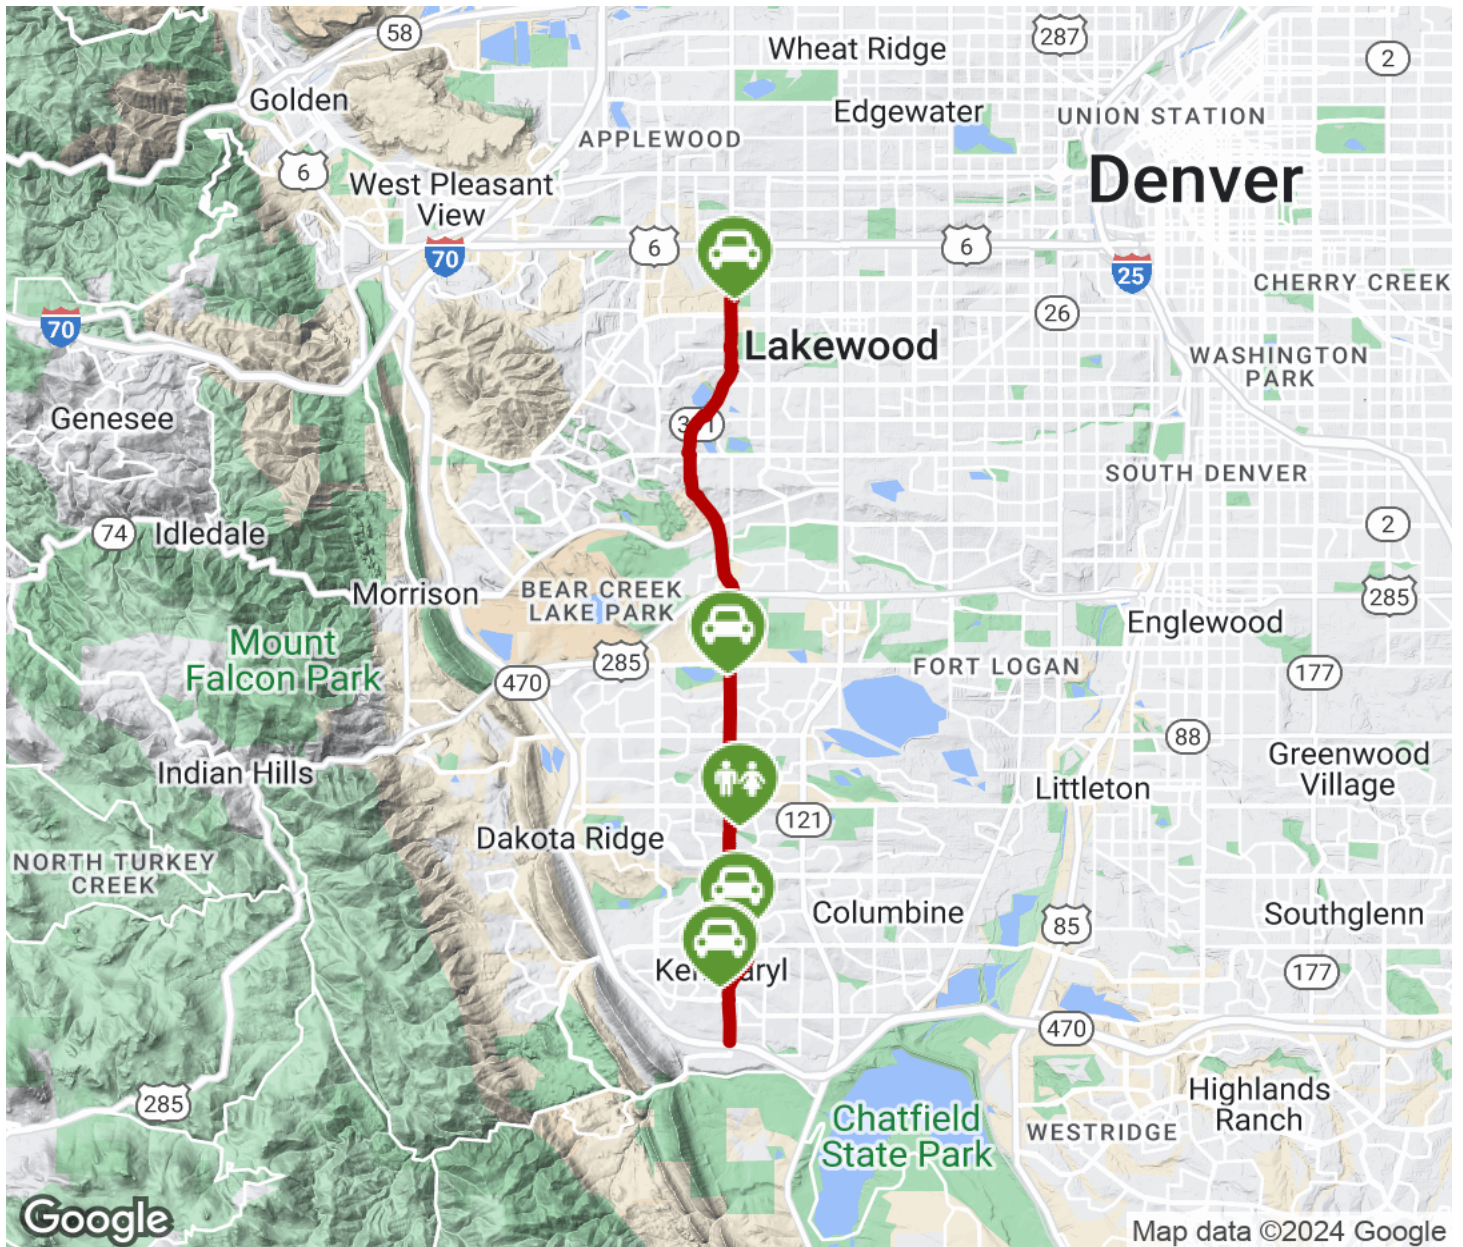 58
287
Wheat Ridge
2
Golden
Edgewater
UNION STATION
APPLEWOOD
6
West Pleasant
View
Denver
70
6
6
25
CHERRY CREEK
70
26
Lakewood
WASHINGTON
PARK
Genesee
SOUTH DENVER
74
Idledale
2
Morrison
BEAR CREEK
LAKE PARK
285
Englewood
Mount
Falcon Park
285
FORT LOGAN
177
470
88
Indian Hills
Greenwood
Village
Littleton
121
Dakota Ridge
NORTH TURKEY
CREEK
Columbine
85
Southglenn
177
470
285
Highlands
Ranch
Chatfield
State Park
WESTRIDGE
Google
Map data ©2024 Google